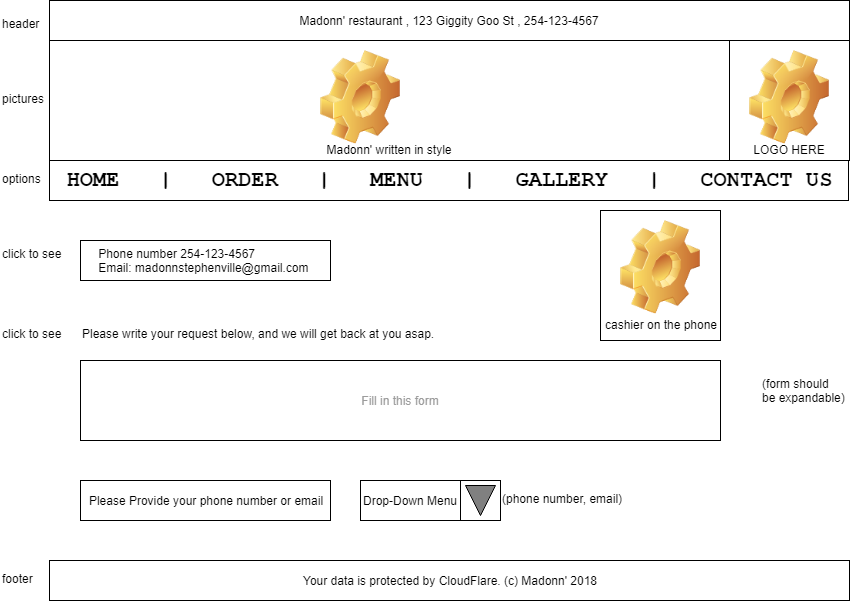 header
Madonn' restaurant , 123 Giggity Goo St , 254-123-4567
pictures
Madonn' written in style
LOGO HERE
options
HOME | ORDER | MENU | GALLERY | CONTACT US
click to see
Phone number 254-123-4567
Email: madonnstephenville@gmail.com
cashier on the phone
click to see
Please write your request below, and we will get back at you asap.
Fill in this form
(form should
be expandable)
Please Provide your phone number or email
Drop-Down Menu
(phone number, email)
footer
Your data is protected by CloudFlare. (c) Madonn' 2018